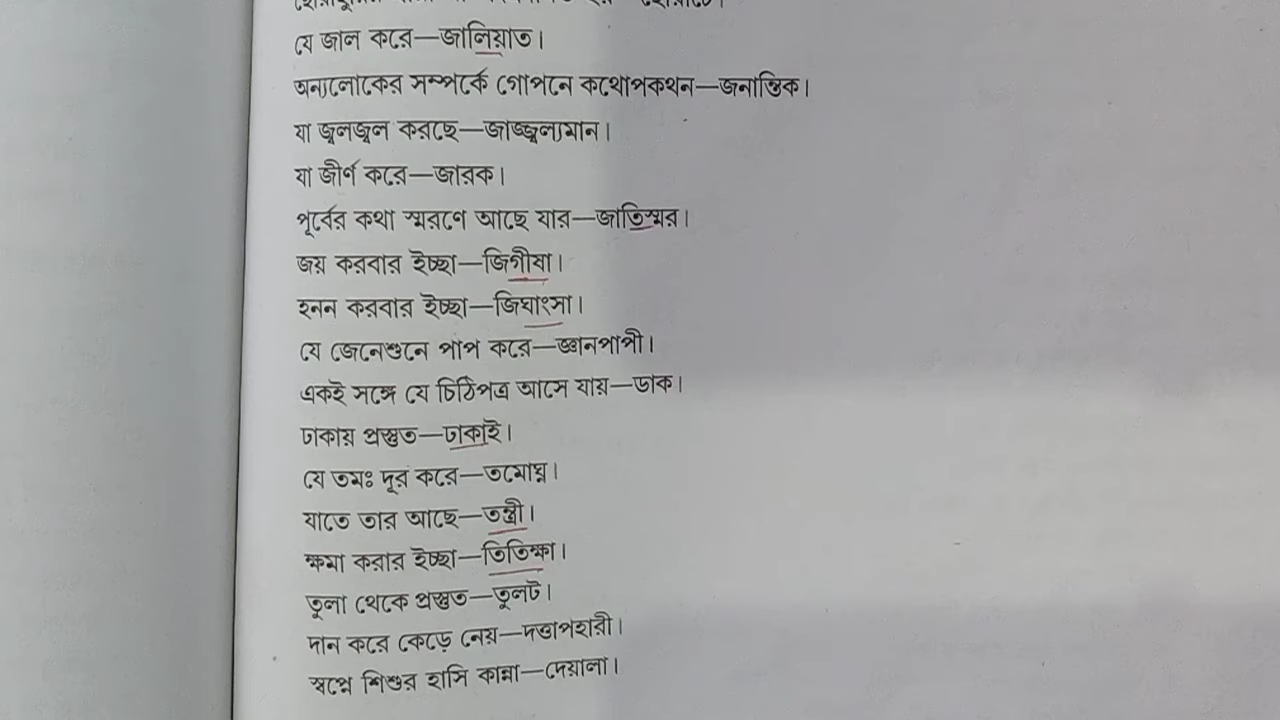 যে জাল করে—জালিয়াত।
অন্যলোকের সম্পর্কে গোপনে কথোপকথন—জনান্তিক।
যা জ্বলজ্বল করছে—জাজ্জ্বল্যমান।
যা জীর্ণ করে—জারক।
পূর্বের কথা স্মরণে আছে যার—জাতিস্মর।
জয় করবার ইচ্ছা—জিগীষা।
হনন করবার ইচ্ছা—জিঘাংসা।
যে জেনেশুনে পাপ করে—জ্ঞানপাপী।
একই সঙ্গে যে চিঠিপত্র আসে যায়—ডাক।
ঢাকায় প্রস্তুত—ঢাকাই।
যে তমঃ দূর করে—তমোঘ্ন।
যাতে তার আছে—তন্ত্রী।
ক্ষমা করার ইচ্ছা—তিতিক্ষা।
তুলা থেকে প্রস্তুত—তুলট।
দান করে কেড়ে নেয়—দত্তাপহারী।
স্বপ্নে শিশুর হাসি কান্না—দেয়ালা।